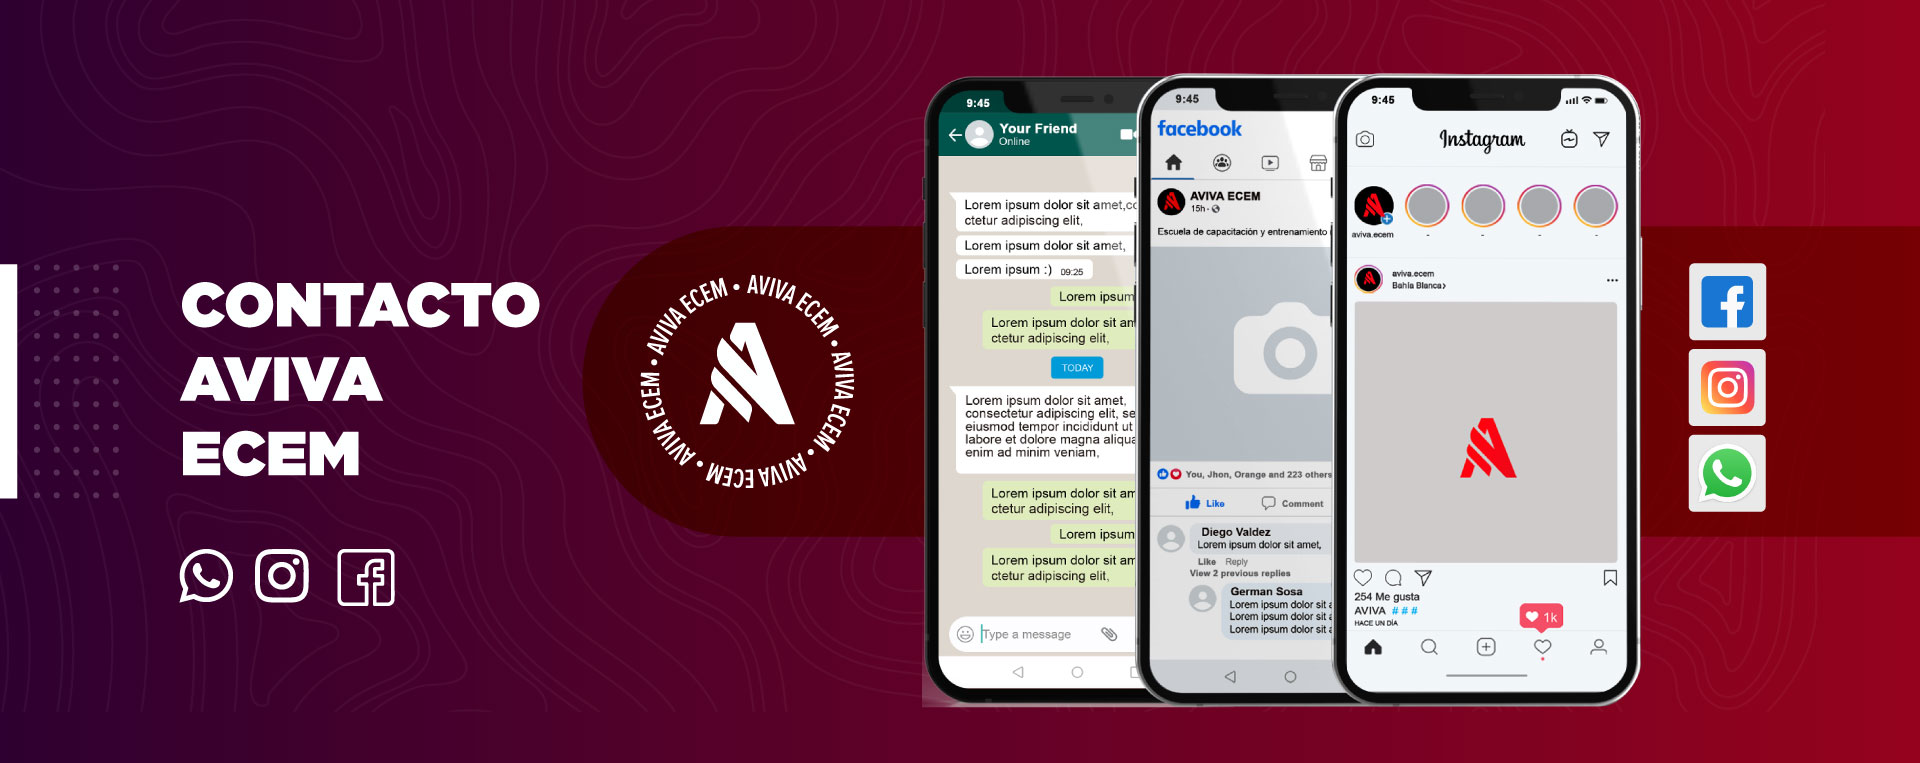 CONTACTO
AVIVA
ECEM
AVIVA ECEM • AVIVA ECEM • AVIVA ECEM • AVIVA ECEM • AVIVA ECEM • AVIVA ECEM •
9:45
Your Friend
Online
Lorem ipsum dolor sit amet,co
ctetur adipiscing elit,
Lorem ipsum dolor sit amet,
Lorem ipsum :) 09:25
Lorem ipsum
Lorem ipsum dolor sit am
ctetur adipiscing elit,
TODAY
Lorem ipsum dolor sit amet,
consectetur adipiscing elit, se
eiusmod tempor incididunt ut
labore et dolore magna aliqua
enim ad minim veniam,
Lorem ipsum dolor sit am
ctetur adipiscing elit,
Lorem ipsum
Lorem ipsum dolor sit am
ctetur adipiscing elit,
Type a message
9:45
facebook
AVIVA ECEM
15h ·
Escuela de capacitación y entrenamiento
You, Jhon, Orange and 223 others
Like Comment
Diego Valdez
Lorem ipsum dolor sit amet,
Like Reply
View 2 previous replies
German Sosa
Lorem ipsum dolor sit a
Lorem ipsum dolor sit a
Lorem ipsum dolor sit a
9:45
Instagram
aviva.ecem - - - -
aviva.ecem
Bahía Blanca>
254 Me gusta
AVIVA # # #
HACE UN DÍA
1k